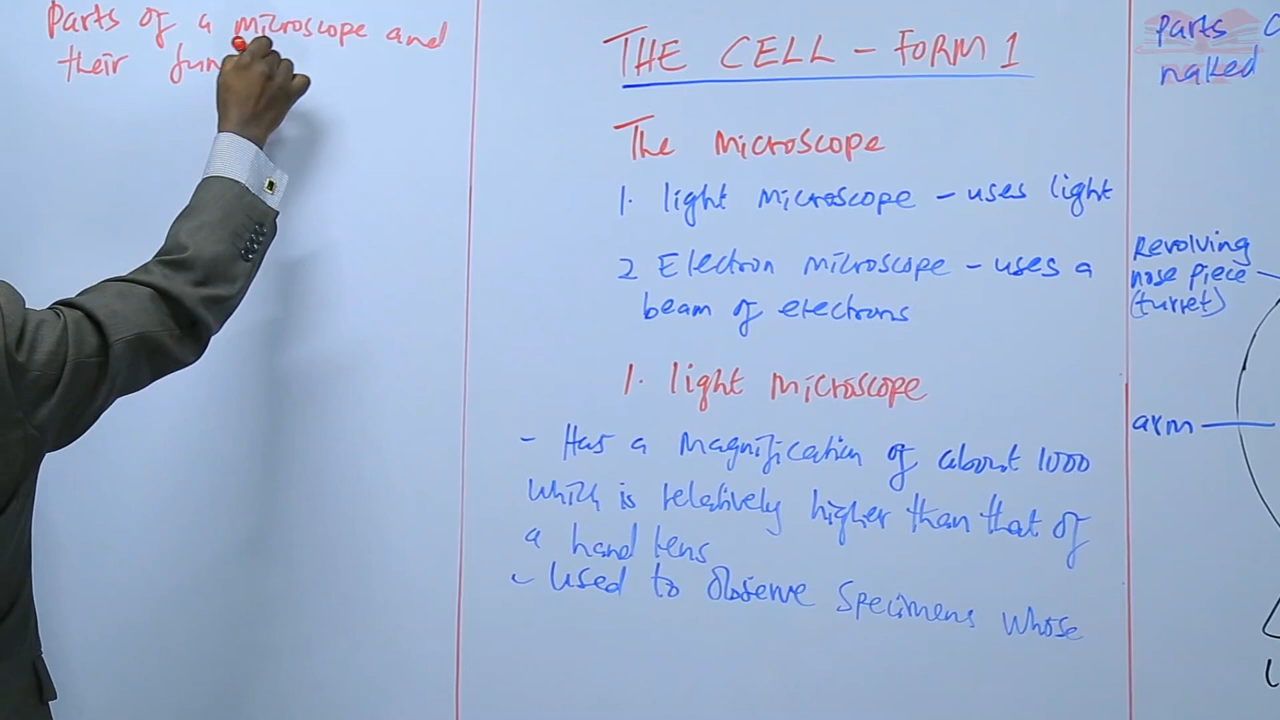 Parts of a microscope and
their fun
THE CELL - FORM 1
The microscope
1. light microscope - uses light
2 Electron microscope - uses a
beam of electrons
1. light microscope
- Has a magnification of about 1000
which is relatively higher than that of
a hand lens
- used to observe specimens whose
parts
naked
Revolving
nose piece
(turret)
arm